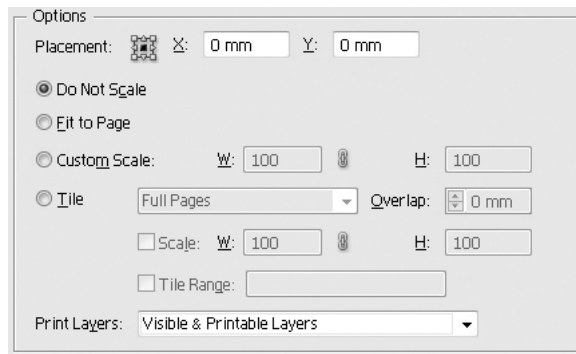 Options
Placement: X: 0 mm Y: 0 mm
Do Not Scale
Fit to Page
Custom Scale: W: 100 H: 100
Tile Full Pages Overlap: 0 mm
Scale: W: 100 H: 100
Tile Range:
Print Layers: Visible & Printable Layers